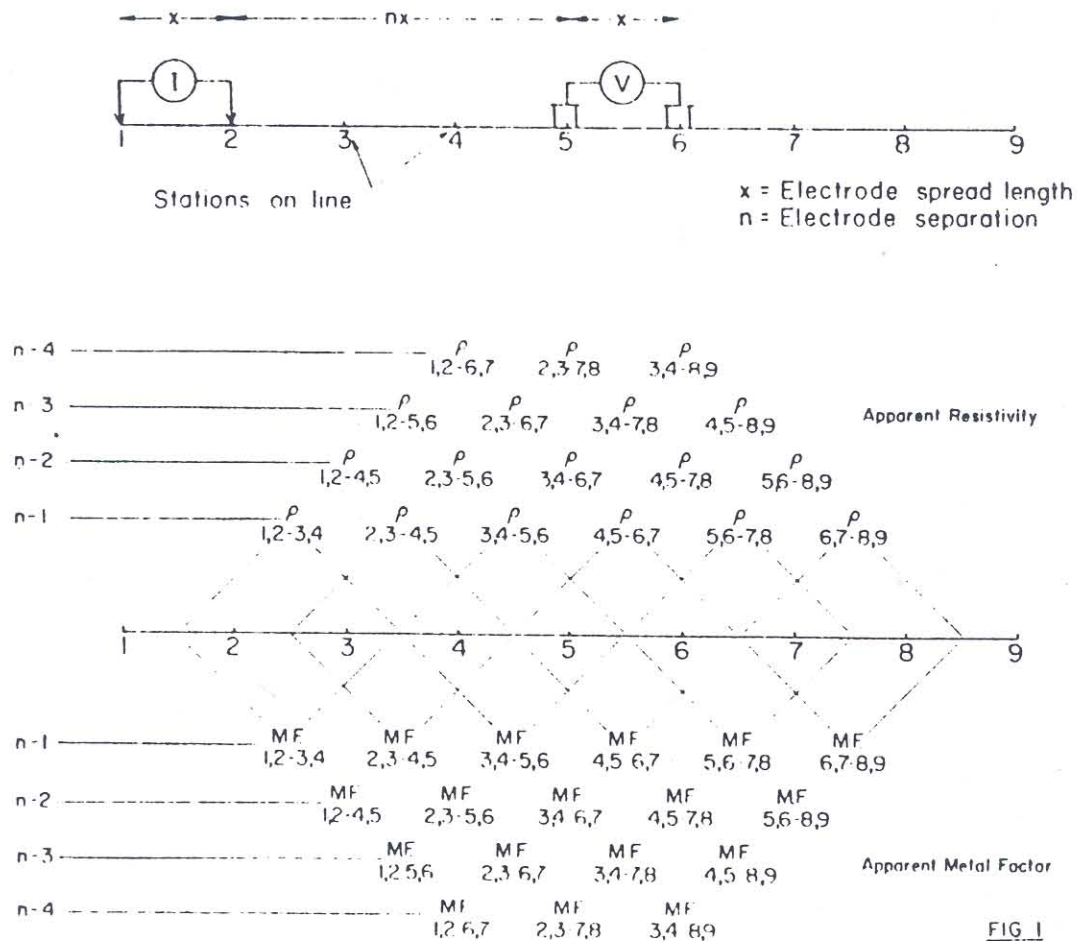 x nx x
I V
1 2 3 4 5 6 7 8 9
Stations on line
x = Electrode spread length
n = Electrode separation
n-4 ρ ρ ρ
1,2-6,7 2,3-7,8 3,4-8,9
n-3 ρ ρ ρ ρ Apparent Resistivity
1,2-5,6 2,3-6,7 3,4-7,8 4,5-8,9
n-2 ρ ρ ρ ρ ρ
1,2-4,5 2,3-5,6 3,4-6,7 4,5-7,8 5,6-8,9
n-1 ρ ρ ρ ρ ρ ρ
1,2-3,4 2,3-4,5 3,4-5,6 4,5-6,7 5,6-7,8 6,7-8,9
1 2 3 4 5 6 7 8 9
n-1 MF MF MF MF MF MF
1,2-3,4 2,3-4,5 3,4-5,6 4,5-6,7 5,6-7,8 6,7-8,9
n-2 MF MF MF MF MF
1,2-4,5 2,3-5,6 3,4-6,7 4,5-7,8 5,6-8,9
n-3 MF MF MF MF Apparent Metal Factor
1,2-5,6 2,3-6,7 3,4-7,8 4,5-8,9
n-4 MF MF MF
1,2-6,7 2,3-7,8 3,4-8,9
FIG 1